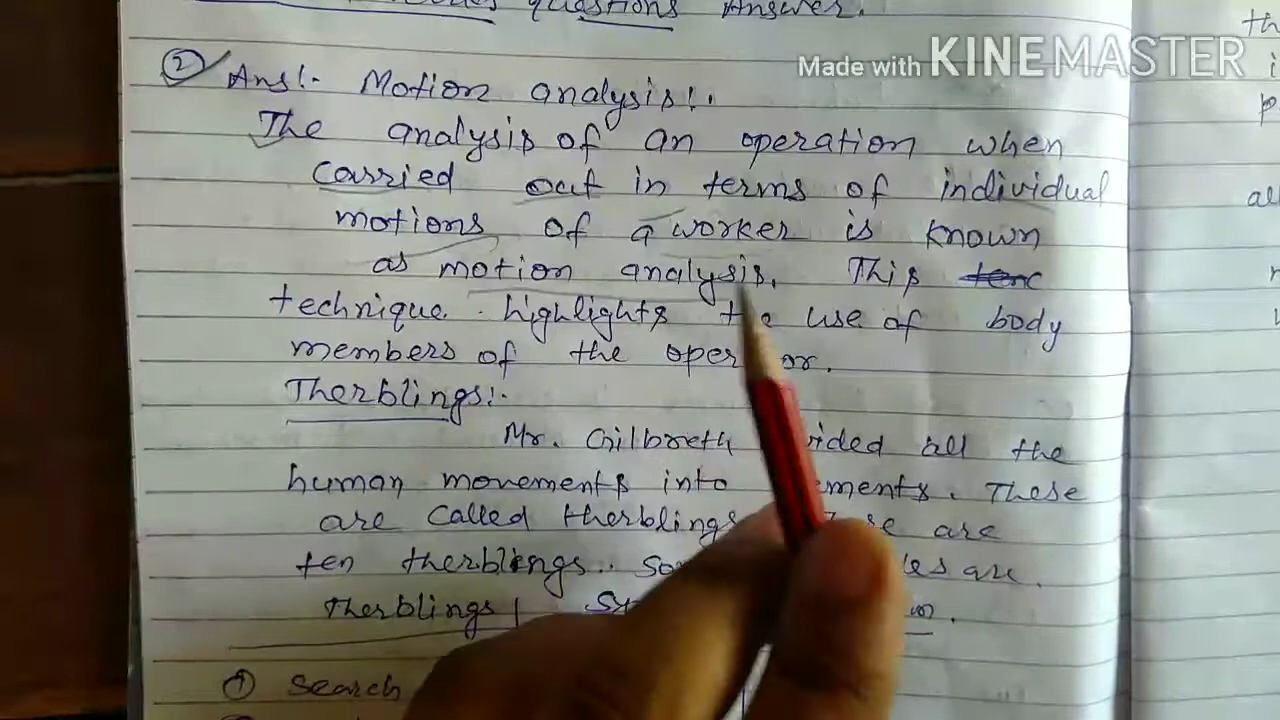 questions Answer.
Made with KINEMASTER
② Ans!. Motion analysis!.
The analysis of an operation when
carried out in terms of individual
motions of a worker is known
as motion analysis. This
technique highlights the use of body
members of the
Therblings:-
Mr. Gilbreth all the
human movements into These
are called therblings are
ten therblings.. are.
Therblings
① Search